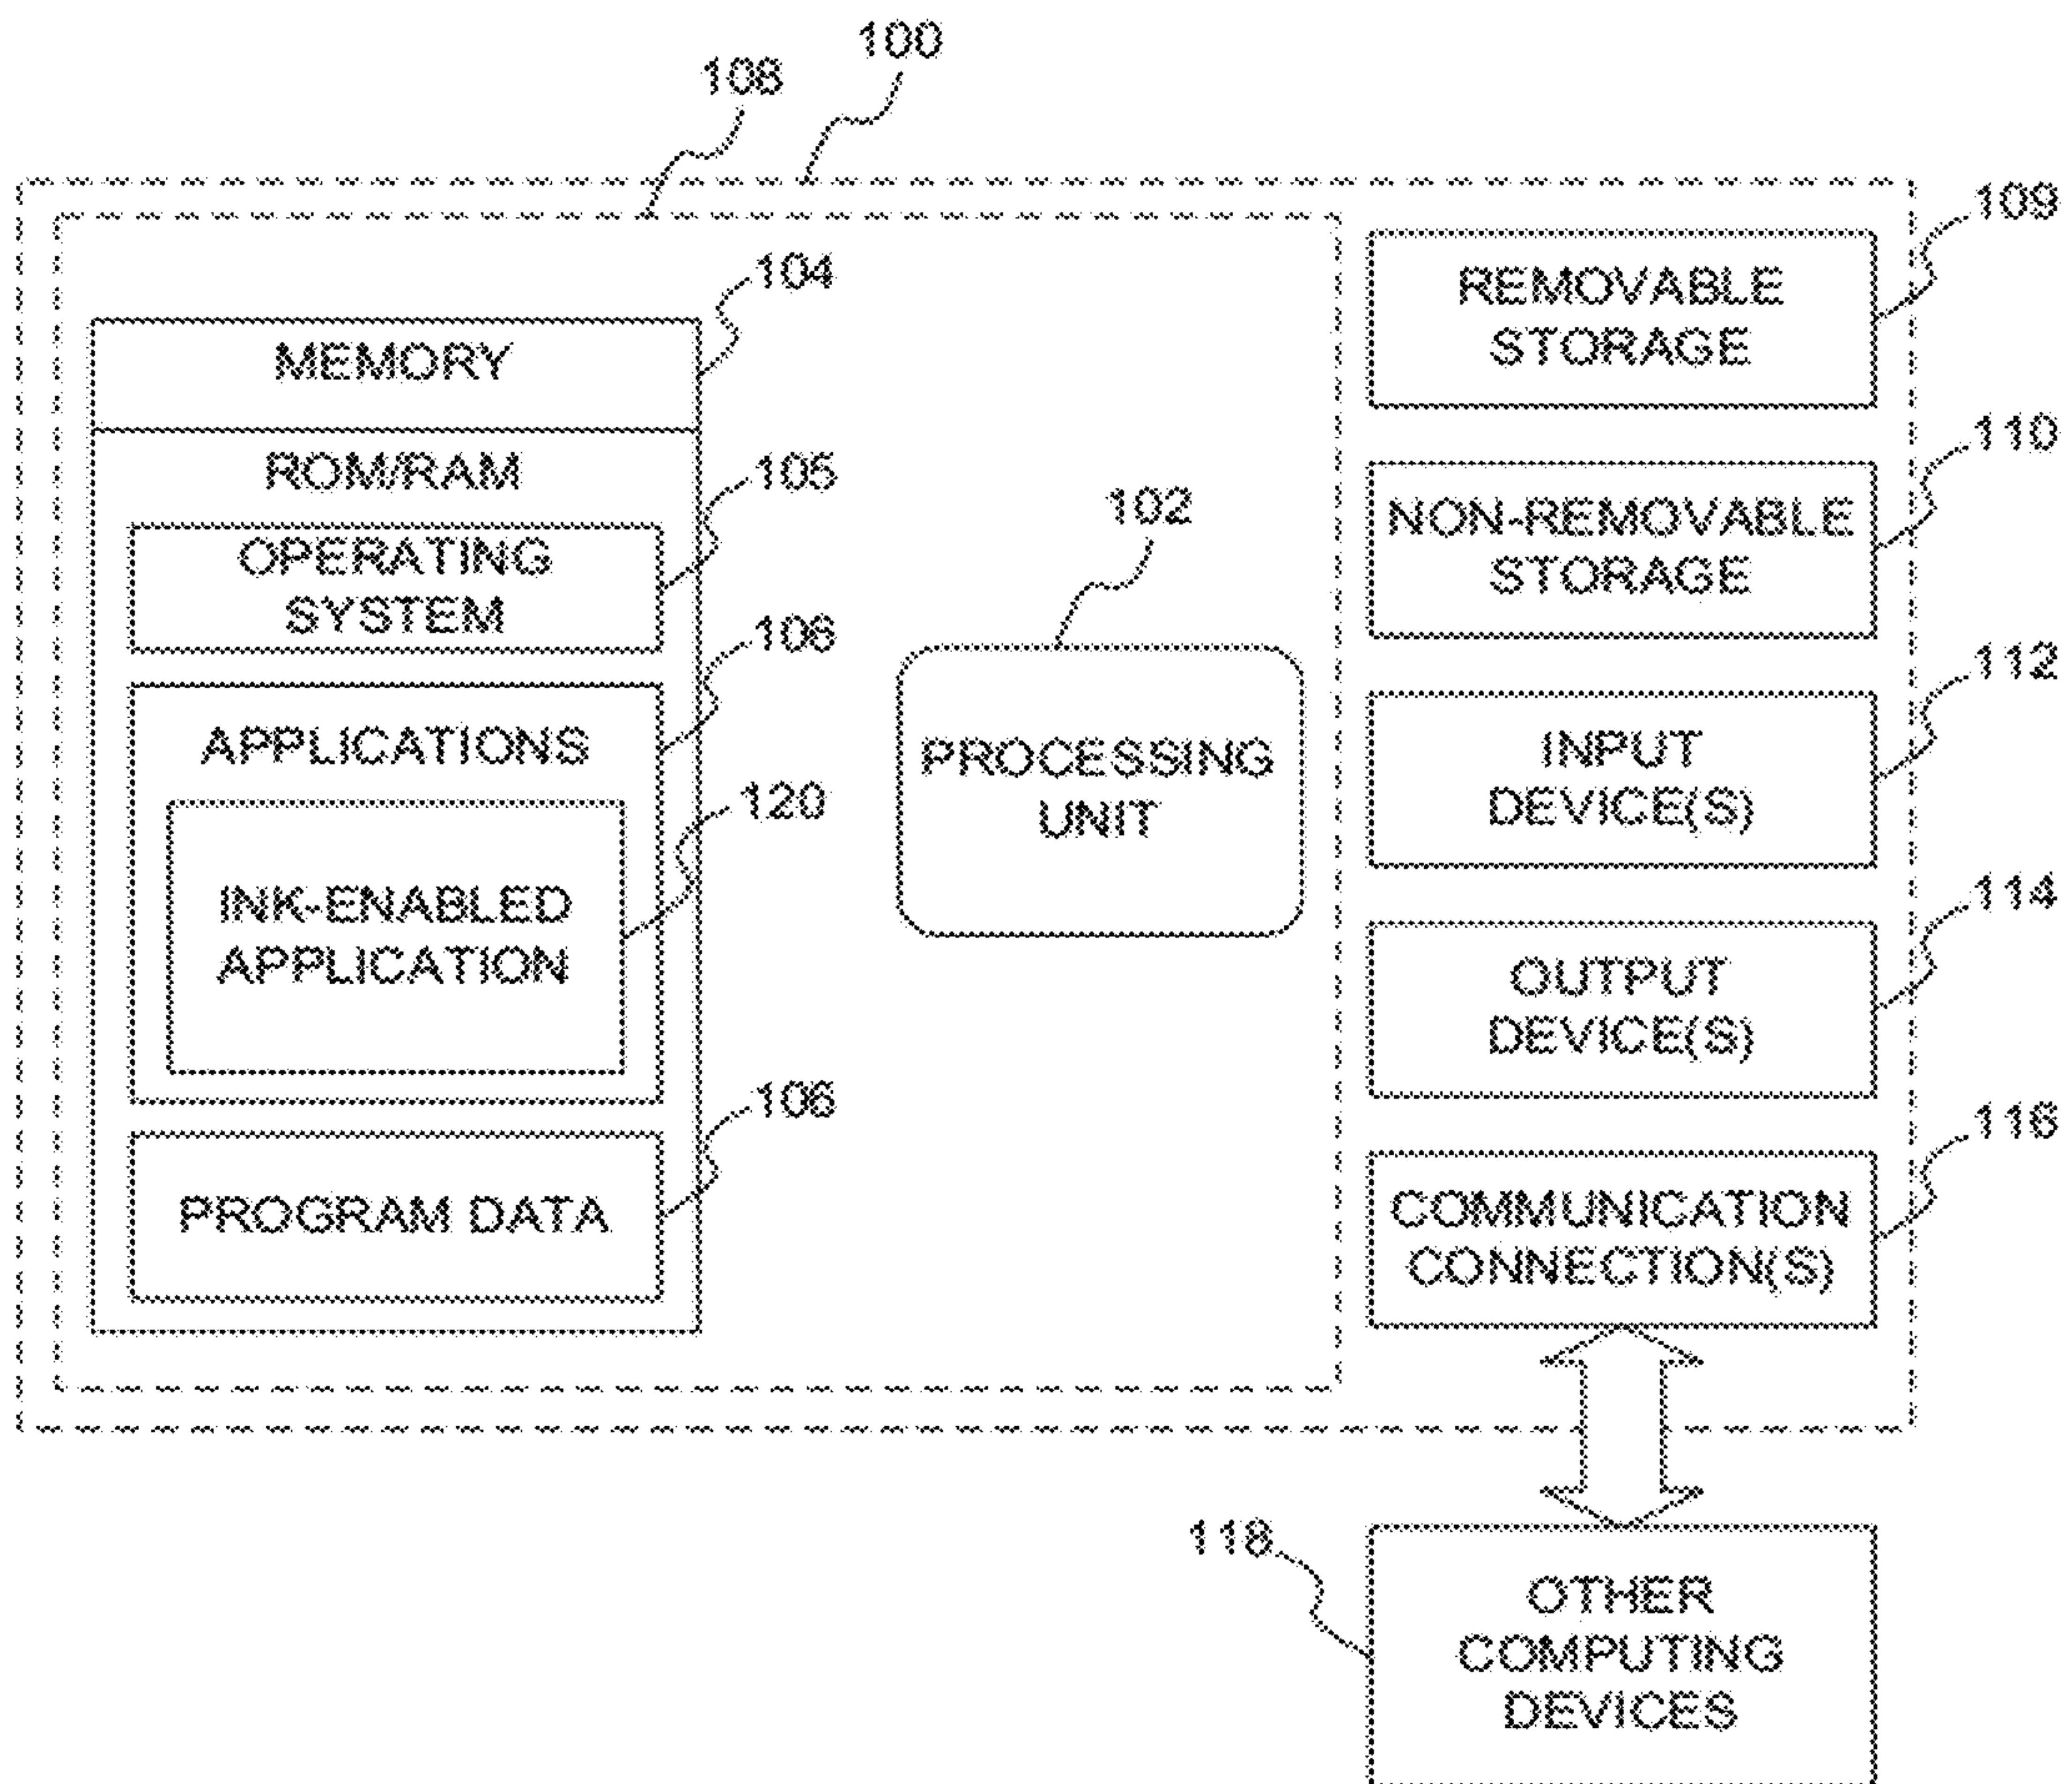 100
108
109
104
REMOVABLE
STORAGE
MEMORY
110
ROM/RAM
105
102
NON-REMOVABLE
STORAGE
OPERATING
SYSTEM
106
112
APPLICATIONS
PROCESSING
UNIT
INPUT
DEVICE(S)
120
114
INK-ENABLED
APPLICATION
OUTPUT
DEVICE(S)
106
116
PROGRAM DATA
COMMUNICATION
CONNECTION(S)
118
OTHER
COMPUTING
DEVICES